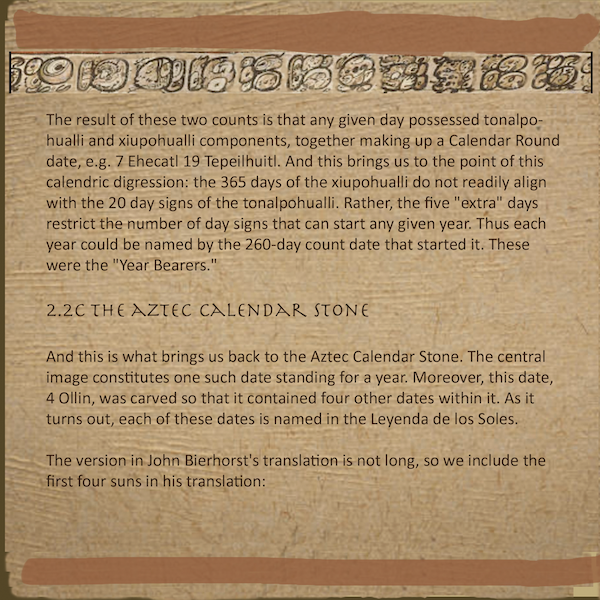 The result of these two counts is that any given day possessed tonalpo-
hualli and xiupohualli components, together making up a Calendar Round
date, e.g. 7 Ehecatl 19 Tepeilhuitl. And this brings us to the point of this
calendric digression: the 365 days of the xiupohualli do not readily align
with the 20 day signs of the tonalpohualli. Rather, the five "extra" days
restrict the number of day signs that can start any given year. Thus each
year could be named by the 260-day count date that started it. These
were the "Year Bearers."
2.2C THE AZTEC CALENDAR STONE
And this is what brings us back to the Aztec Calendar Stone. The central
image constitutes one such date standing for a year. Moreover, this date,
4 Ollin, was carved so that it contained four other dates within it. As it
turns out, each of these dates is named in the Leyenda de los Soles.
The version in John Bierhorst's translation is not long, so we include the
first four suns in his translation: